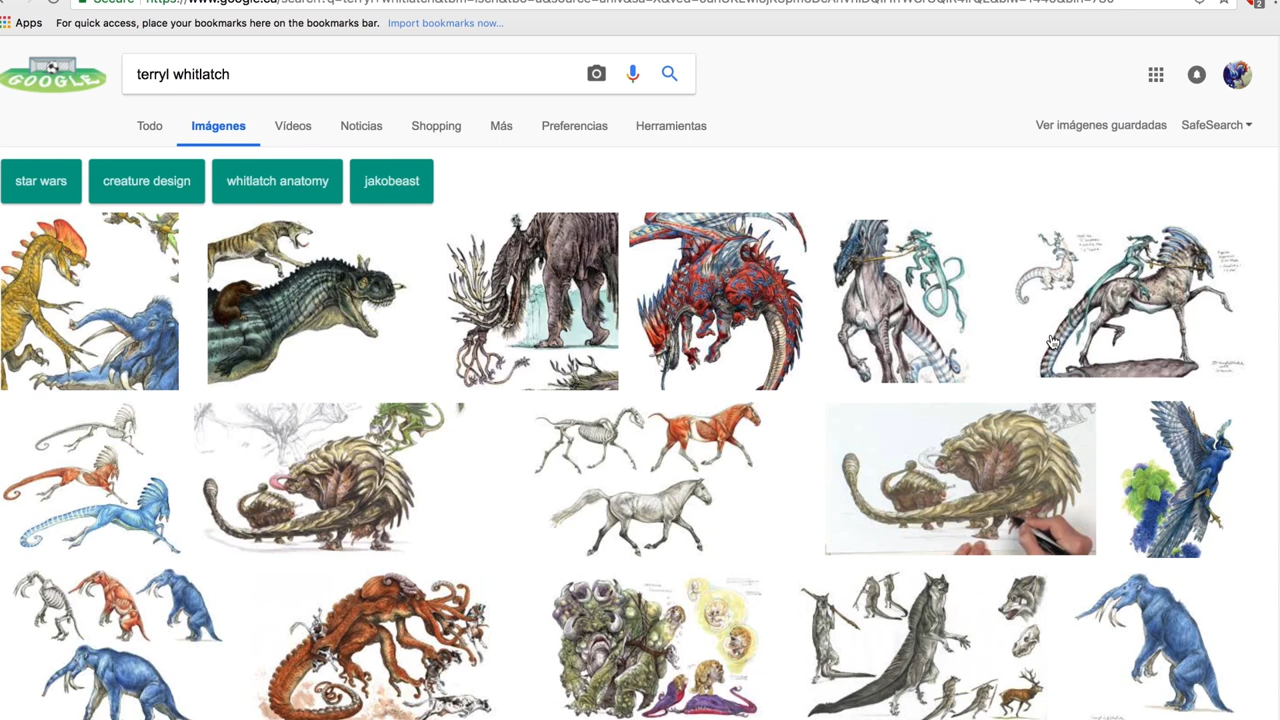 Apps For quick access, place your bookmarks here on the bookmarks bar. Import bookmarks now...
GOOGLE
terryl whitlatch
Todo Imágenes Vídeos Noticias Shopping Más Preferencias Herramientas Ver imágenes guardadas SafeSearch
star wars creature design whitlatch anatomy jakobeast